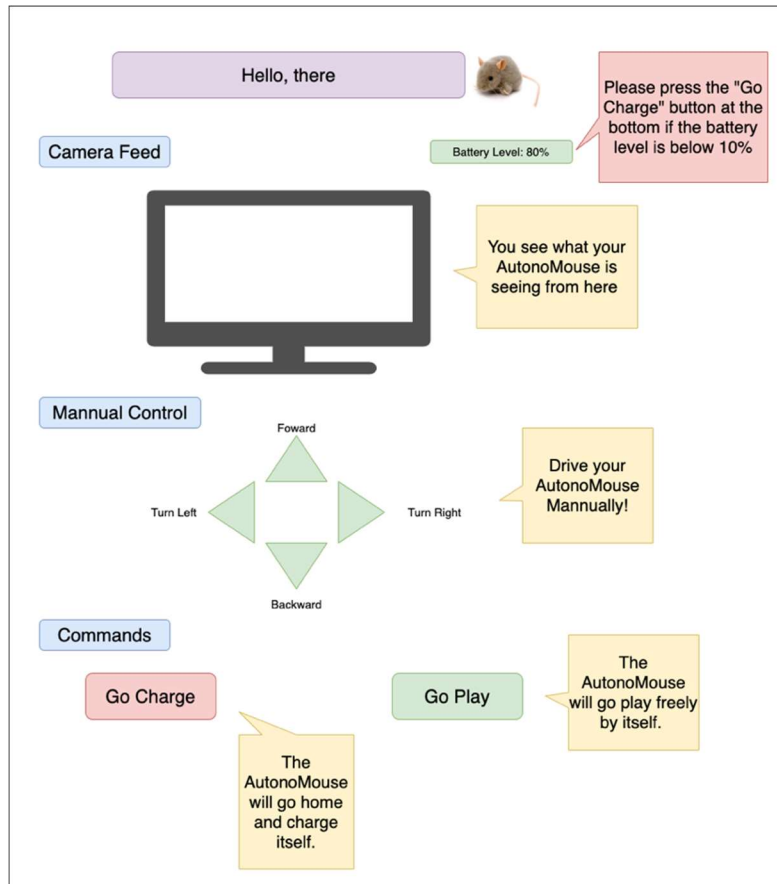 Hello, there
Please press the "Go
Charge" button at the
bottom if the battery
level is below 10%
Camera Feed
Battery Level: 80%
You see what your
AutonoMouse is
seeing from here
Mannual Control
Foward
Drive your
AutonoMouse
Mannually!
Turn Left
Turn Right
Backward
Commands
Go Charge
Go Play
The
AutonoMouse
will go play freely
by itself.
The
AutonoMouse
will go home
and charge
itself.